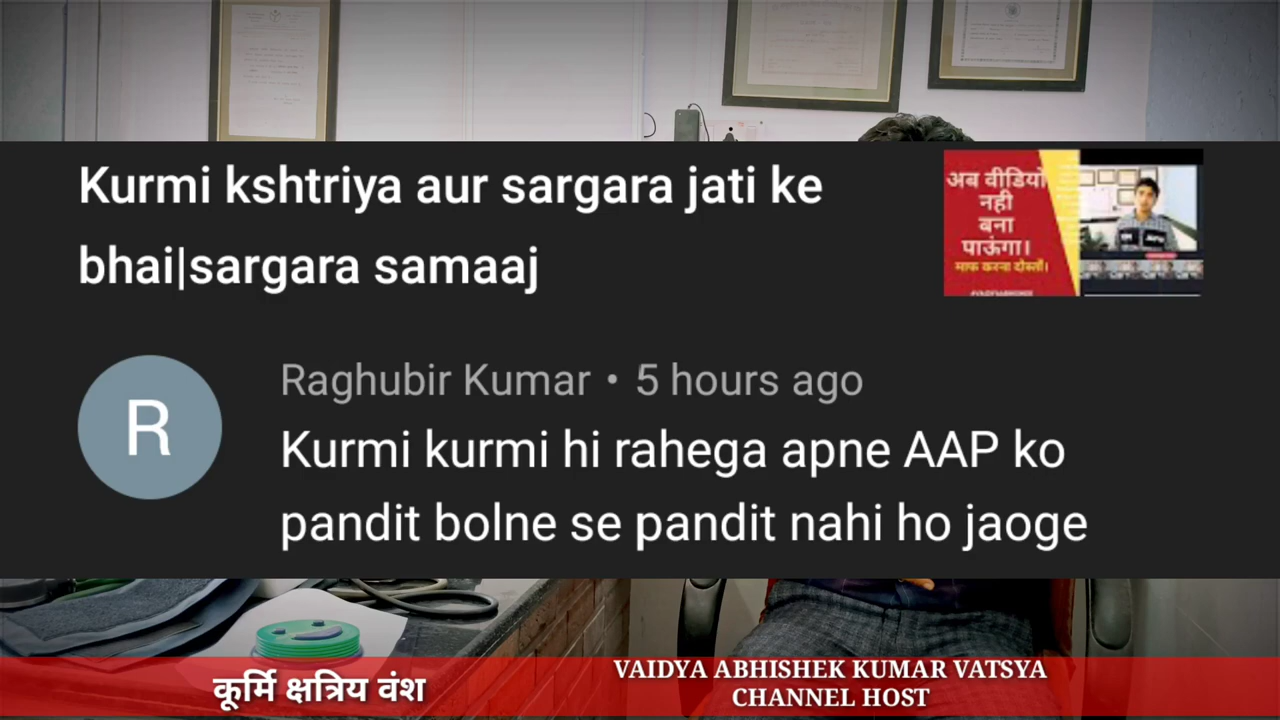 Kurmi kshtriya aur sargara jati ke
bhai|sargara samaaj
अब वीडियो
नही
बना
पाऊंगा।
माफ करना दोस्तों।
Raghubir Kumar • 5 hours ago
R
Kurmi kurmi hi rahega apne AAP ko
pandit bolne se pandit nahi ho jaoge
कूर्मि क्षत्रिय वंश
VAIDYA ABHISHEK KUMAR VATSYA
CHANNEL HOST